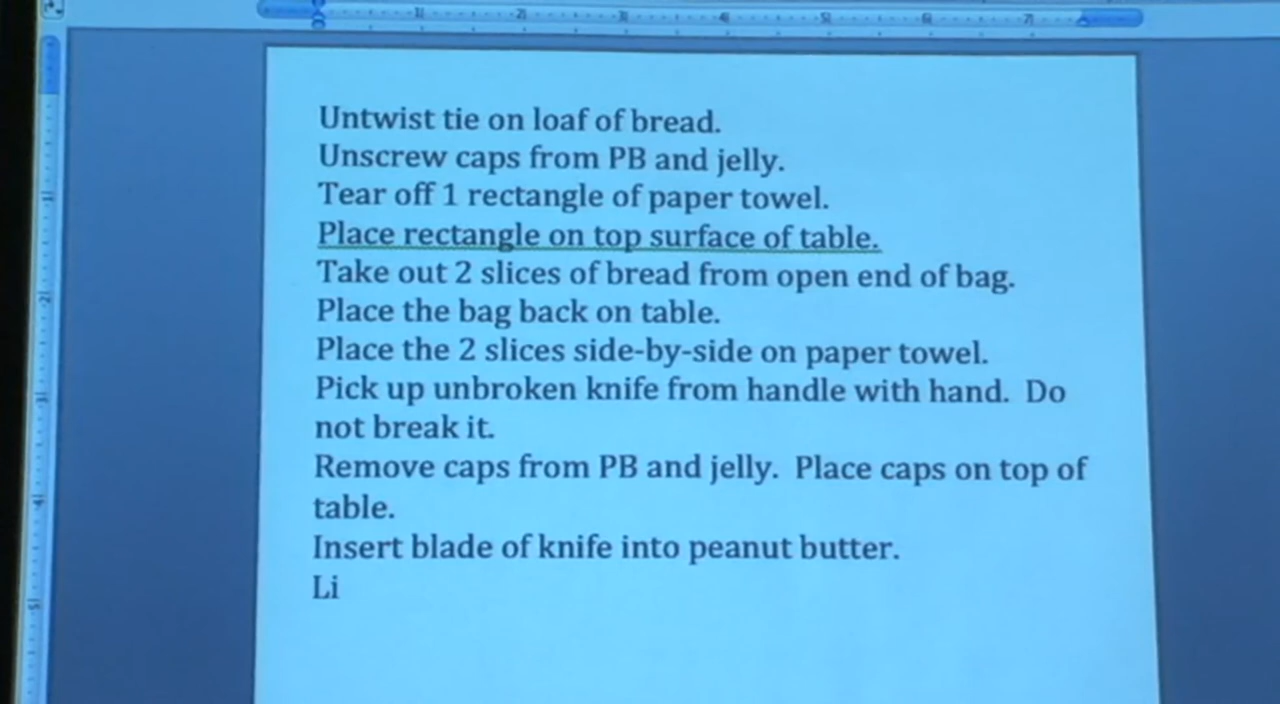 Untwist tie on loaf of bread.
Unscrew caps from PB and jelly.
Tear off 1 rectangle of paper towel.
Place rectangle on top surface of table.
Take out 2 slices of bread from open end of bag.
Place the bag back on table.
Place the 2 slices side-by-side on paper towel.
Pick up unbroken knife from handle with hand.  Do
not break it.
Remove caps from PB and jelly.  Place caps on top of
table.
Insert blade of knife into peanut butter.
Li